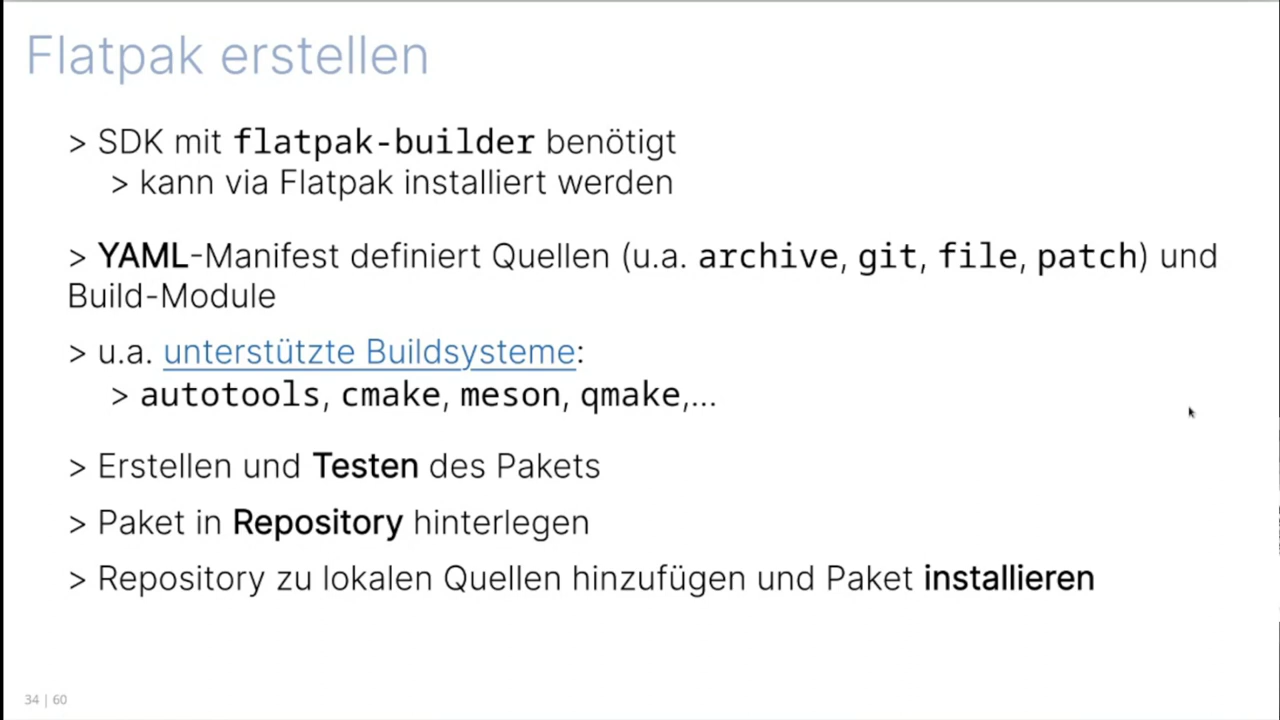 Flatpak erstellen
> SDK mit flatpak-builder benötigt
> kann via Flatpak installiert werden
> YAML-Manifest definiert Quellen (u.a. archive, git, file, patch) und
Build-Module
> u.a. unterstützte Buildsysteme:
> autotools, cmake, meson, qmake,...
> Erstellen und Testen des Pakets
> Paket in Repository hinterlegen
> Repository zu lokalen Quellen hinzufügen und Paket installieren
34 | 60